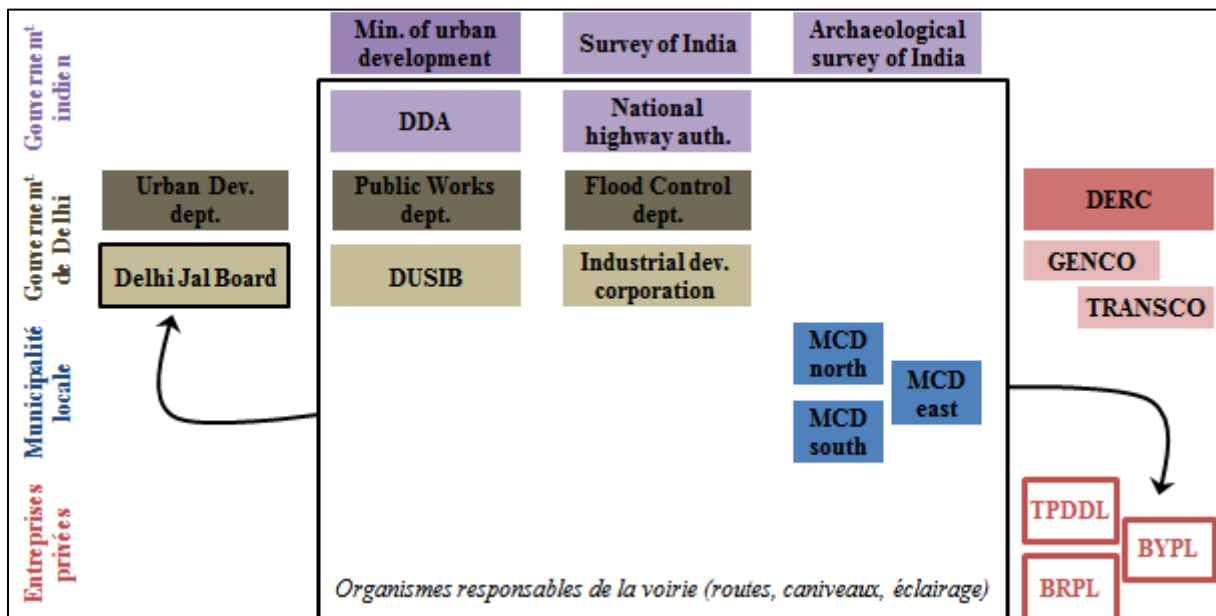 Gouvernemᵗ
indien
Min. of urban
development
Survey of India
Archaeological
survey of India
DDA
National
highway auth.
Gouvernemᵗ
de Delhi
Urban Dev.
dept.
Public Works
dept.
Flood Control
dept.
DERC
Delhi Jal Board
DUSIB
Industrial dev.
corporation
GENCO
TRANSCO
Municipalité
locale
MCD
north
MCD
east
MCD
south
Entreprises
privées
TPDDL
BYPL
BRPL
Organismes responsables de la voirie (routes, caniveaux, éclairage)